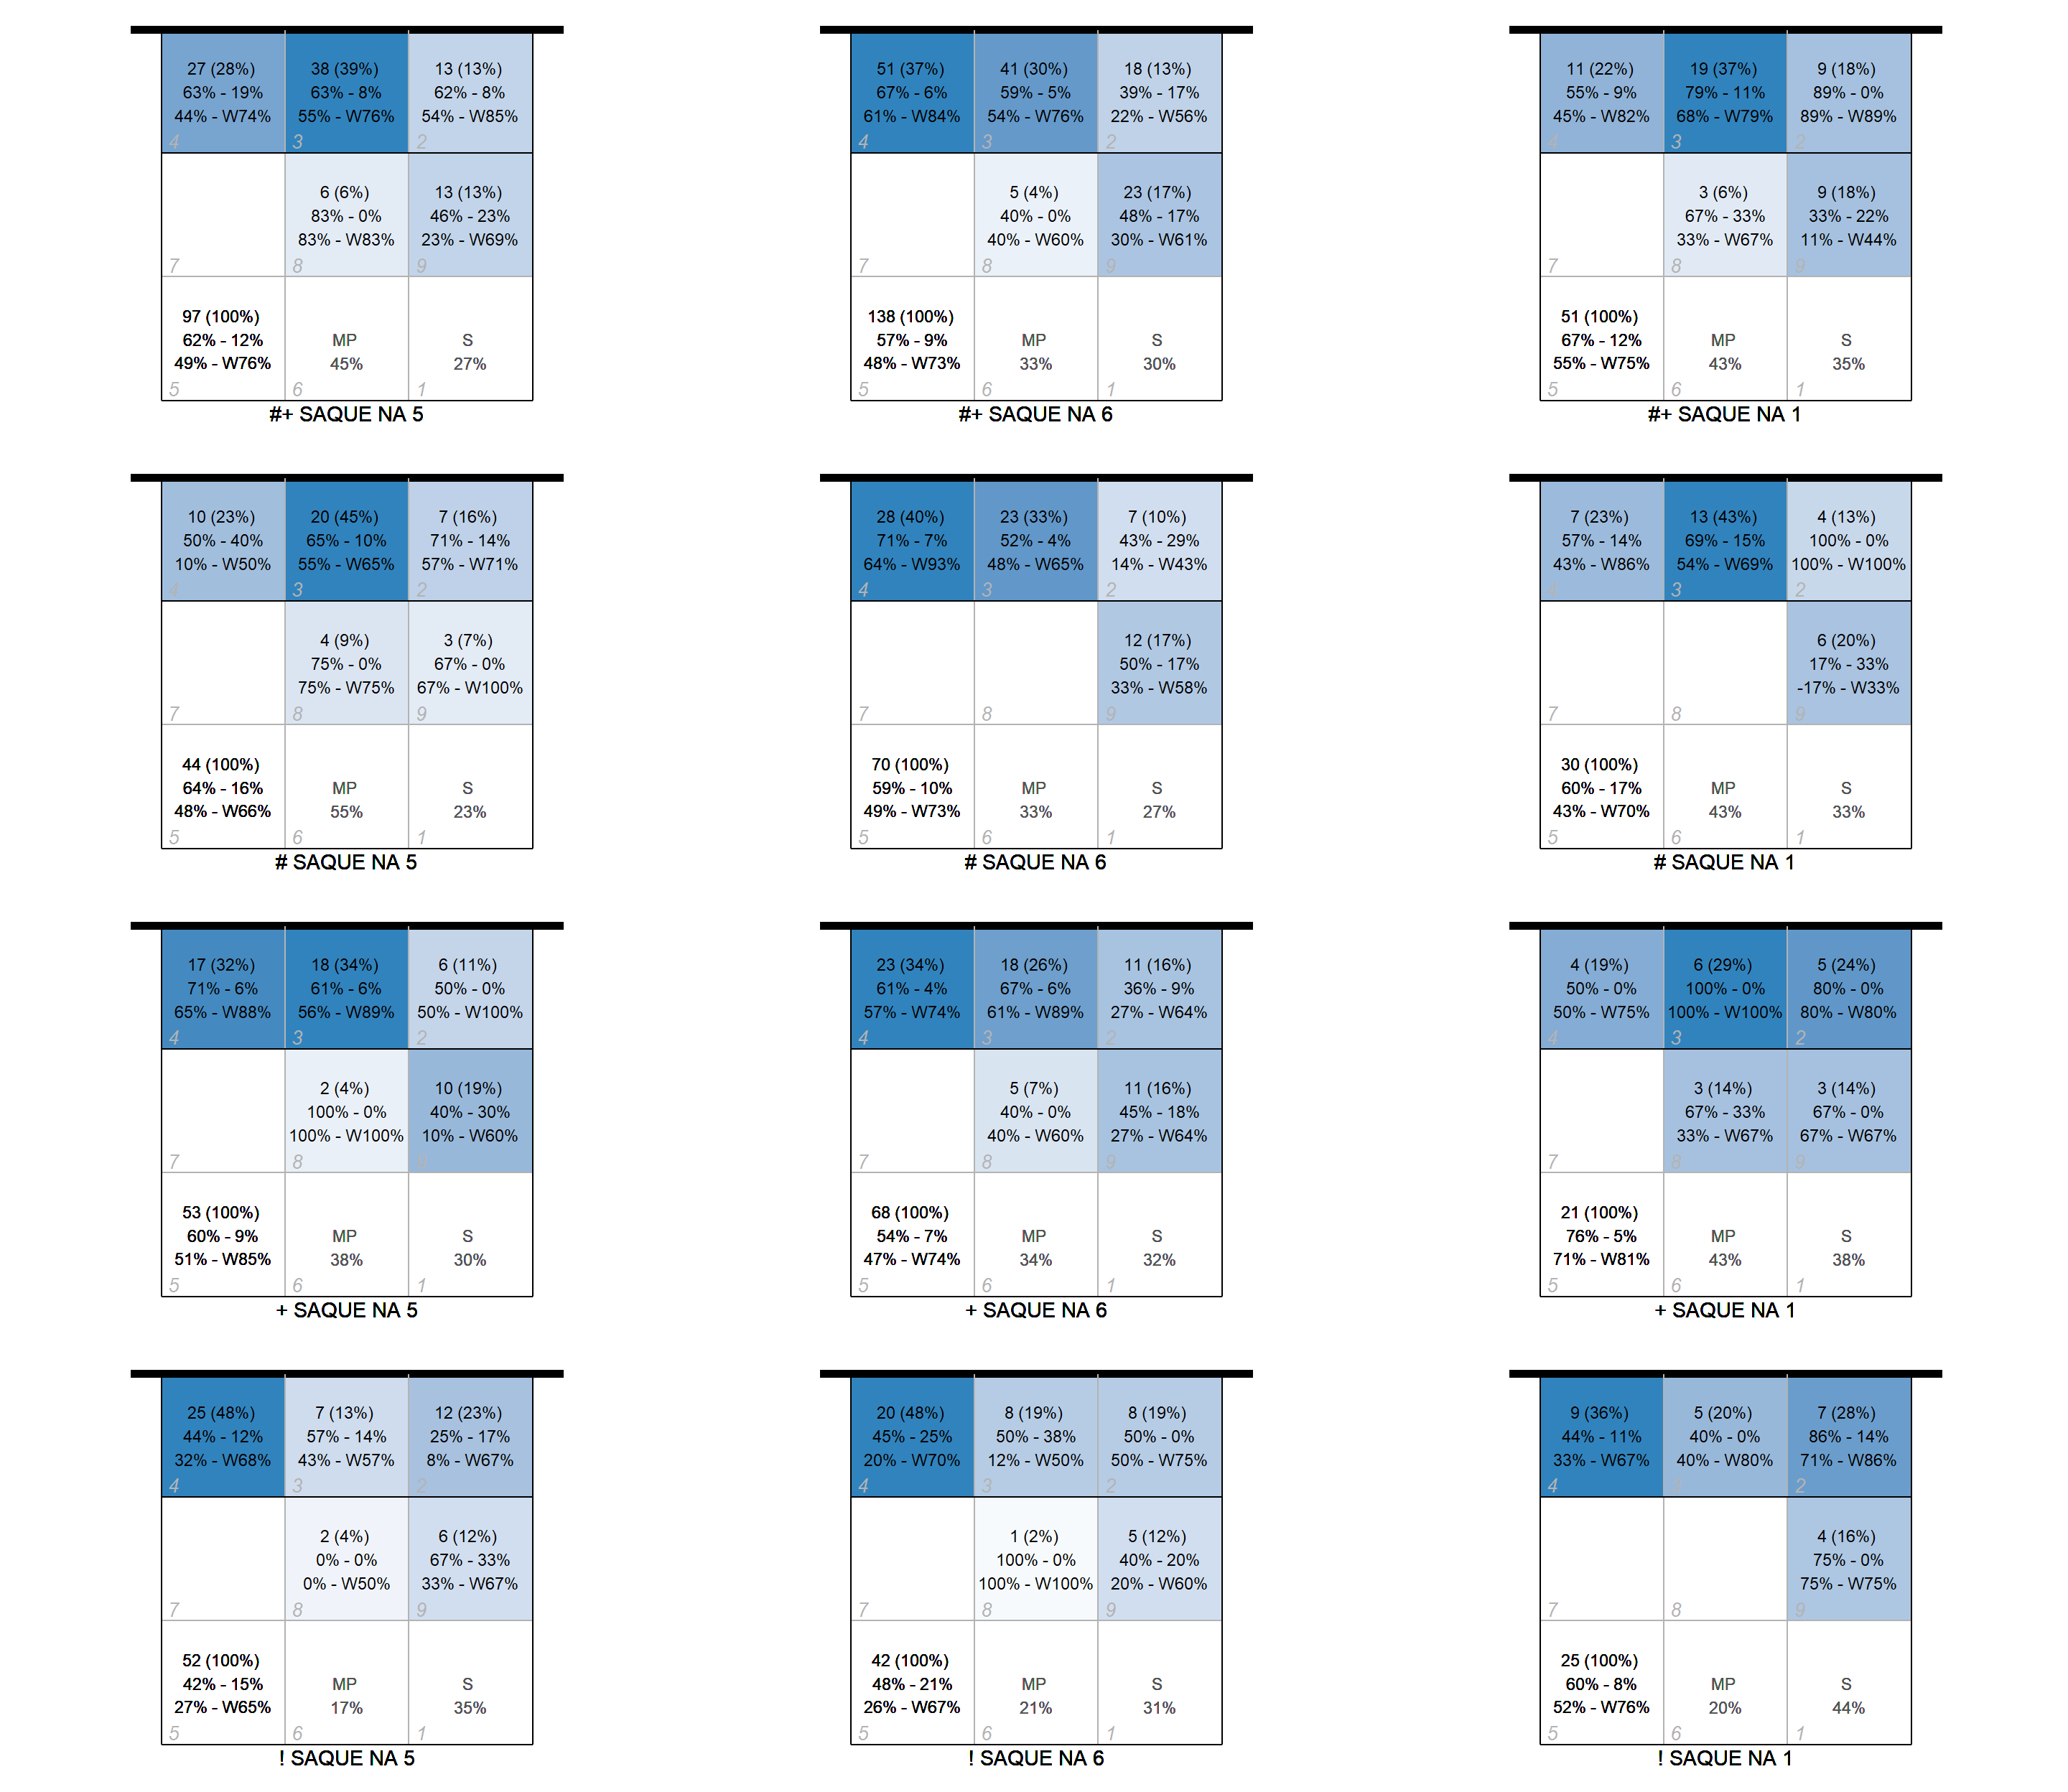 27 (28%)
63% - 19%
44% - W74%
4
38 (39%)
63% - 8%
55% - W76%
3
13 (13%)
62% - 8%
54% - W85%
2
7
6 (6%)
83% - 0%
83% - W83%
8
13 (13%)
46% - 23%
23% - W69%
9
97 (100%)
62% - 12%
49% - W76%
5
MP
45%
6
S
27%
1
#+ SAQUE NA 5
51 (37%)
67% - 6%
61% - W84%
4
41 (30%)
59% - 5%
54% - W76%
3
18 (13%)
39% - 17%
22% - W56%
2
7
5 (4%)
40% - 0%
40% - W60%
8
23 (17%)
48% - 17%
30% - W61%
9
138 (100%)
57% - 9%
48% - W73%
5
MP
33%
6
S
30%
1
#+ SAQUE NA 6
11 (22%)
55% - 9%
45% - W82%
4
19 (37%)
79% - 11%
68% - W79%
3
9 (18%)
89% - 0%
89% - W89%
2
7
3 (6%)
67% - 33%
33% - W67%
8
9 (18%)
33% - 22%
11% - W44%
9
51 (100%)
67% - 12%
55% - W75%
5
MP
43%
6
S
35%
1
#+ SAQUE NA 1
10 (23%)
50% - 40%
10% - W50%
4
20 (45%)
65% - 10%
55% - W65%
3
7 (16%)
71% - 14%
57% - W71%
2
7
4 (9%)
75% - 0%
75% - W75%
8
3 (7%)
67% - 0%
67% - W100%
9
44 (100%)
64% - 16%
48% - W66%
5
MP
55%
6
S
23%
1
# SAQUE NA 5
28 (40%)
71% - 7%
64% - W93%
4
23 (33%)
52% - 4%
48% - W65%
3
7 (10%)
43% - 29%
14% - W43%
2
7
8
12 (17%)
50% - 17%
33% - W58%
9
70 (100%)
59% - 10%
49% - W73%
5
MP
33%
6
S
27%
1
# SAQUE NA 6
7 (23%)
57% - 14%
43% - W86%
4
13 (43%)
69% - 15%
54% - W69%
3
4 (13%)
100% - 0%
100% - W100%
2
7
8
6 (20%)
17% - 33%
-17% - W33%
9
30 (100%)
60% - 17%
43% - W70%
5
MP
43%
6
S
33%
1
# SAQUE NA 1
17 (32%)
71% - 6%
65% - W88%
4
18 (34%)
61% - 6%
56% - W89%
3
6 (11%)
50% - 0%
50% - W100%
2
7
2 (4%)
100% - 0%
100% - W100%
8
10 (19%)
40% - 30%
10% - W60%
9
53 (100%)
60% - 9%
51% - W85%
5
MP
38%
6
S
30%
1
+ SAQUE NA 5
23 (34%)
61% - 4%
57% - W74%
4
18 (26%)
67% - 6%
61% - W89%
3
11 (16%)
36% - 9%
27% - W64%
2
7
5 (7%)
40% - 0%
40% - W60%
8
11 (16%)
45% - 18%
27% - W64%
9
68 (100%)
54% - 7%
47% - W74%
5
MP
34%
6
S
32%
1
+ SAQUE NA 6
4 (19%)
50% - 0%
50% - W75%
4
6 (29%)
100% - 0%
100% - W100%
3
5 (24%)
80% - 0%
80% - W80%
2
7
3 (14%)
67% - 33%
33% - W67%
8
3 (14%)
67% - 0%
67% - W67%
9
21 (100%)
76% - 5%
71% - W81%
5
MP
43%
6
S
38%
1
+ SAQUE NA 1
25 (48%)
44% - 12%
32% - W68%
4
7 (13%)
57% - 14%
43% - W57%
3
12 (23%)
25% - 17%
8% - W67%
2
7
2 (4%)
0% - 0%
0% - W50%
8
6 (12%)
67% - 33%
33% - W67%
9
52 (100%)
42% - 15%
27% - W65%
5
MP
17%
6
S
35%
1
! SAQUE NA 5
20 (48%)
45% - 25%
20% - W70%
4
8 (19%)
50% - 38%
12% - W50%
3
8 (19%)
50% - 0%
50% - W75%
2
7
1 (2%)
100% - 0%
100% - W100%
8
5 (12%)
40% - 20%
20% - W60%
9
42 (100%)
48% - 21%
26% - W67%
5
MP
21%
6
S
31%
1
! SAQUE NA 6
9 (36%)
44% - 11%
33% - W67%
4
5 (20%)
40% - 0%
40% - W80%
7 (28%)
86% - 14%
71% - W86%
2
7
8
4 (16%)
75% - 0%
75% - W75%
9
25 (100%)
60% - 8%
52% - W76%
5
MP
20%
6
S
44%
1
! SAQUE NA 1